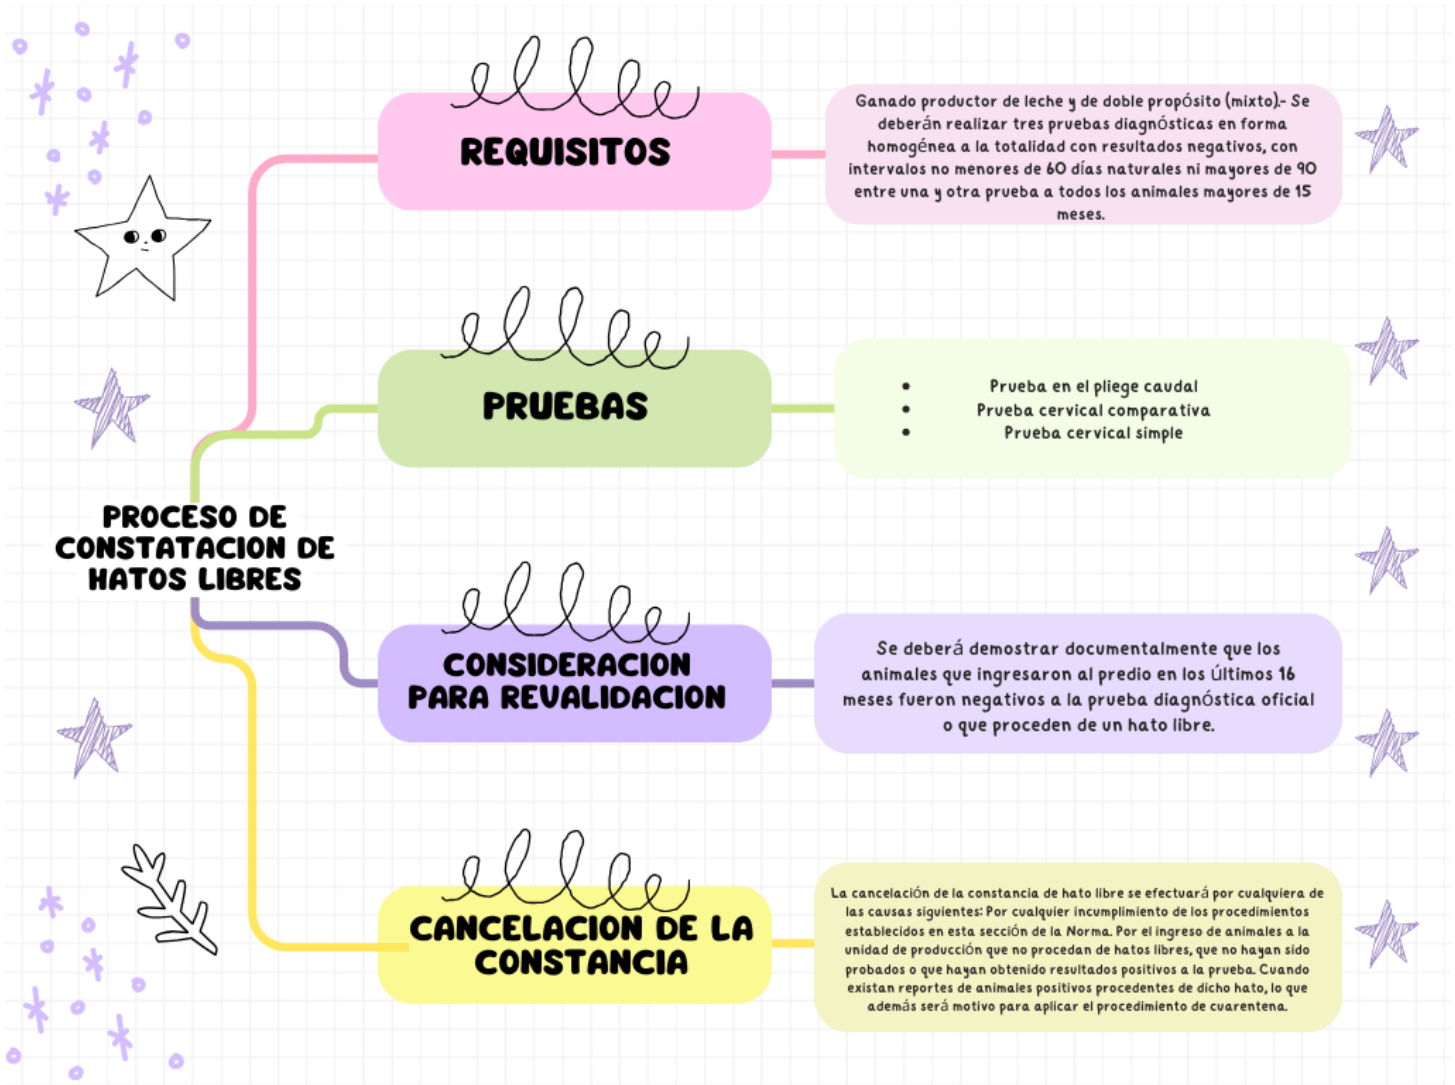 REQUISITOS
Ganado productor de leche y de doble propósito (mixto).- Se
deberán realizar tres pruebas diagnósticas en forma
homogénea a la totalidad con resultados negativos, con
intervalos no menores de 60 días naturales ni mayores de 90
entre una y otra prueba a todos los animales mayores de 15
meses.
PRUEBAS
• Prueba en el pliege caudal
• Prueba cervical comparativa
• Prueba cervical simple
PROCESO DE
CONSTATACION DE
HATOS LIBRES
CONSIDERACION
PARA REVALIDACION
Se deberá demostrar documentalmente que los
animales que ingresaron al predio en los últimos 16
meses fueron negativos a la prueba diagnóstica oficial
o que proceden de un hato libre.
CANCELACION DE LA
CONSTANCIA
La cancelación de la constancia de hato libre se efectuará por cualquiera de
las causas siguientes: Por cualquier incumplimiento de los procedimientos
establecidos en esta sección de la Norma. Por el ingreso de animales a la
unidad de producción que no procedan de hatos libres, que no hayan sido
probados o que hayan obtenido resultados positivos a la prueba. Cuando
existan reportes de animales positivos procedentes de dicho hato, lo que
además será motivo para aplicar el procedimiento de cuarentena.